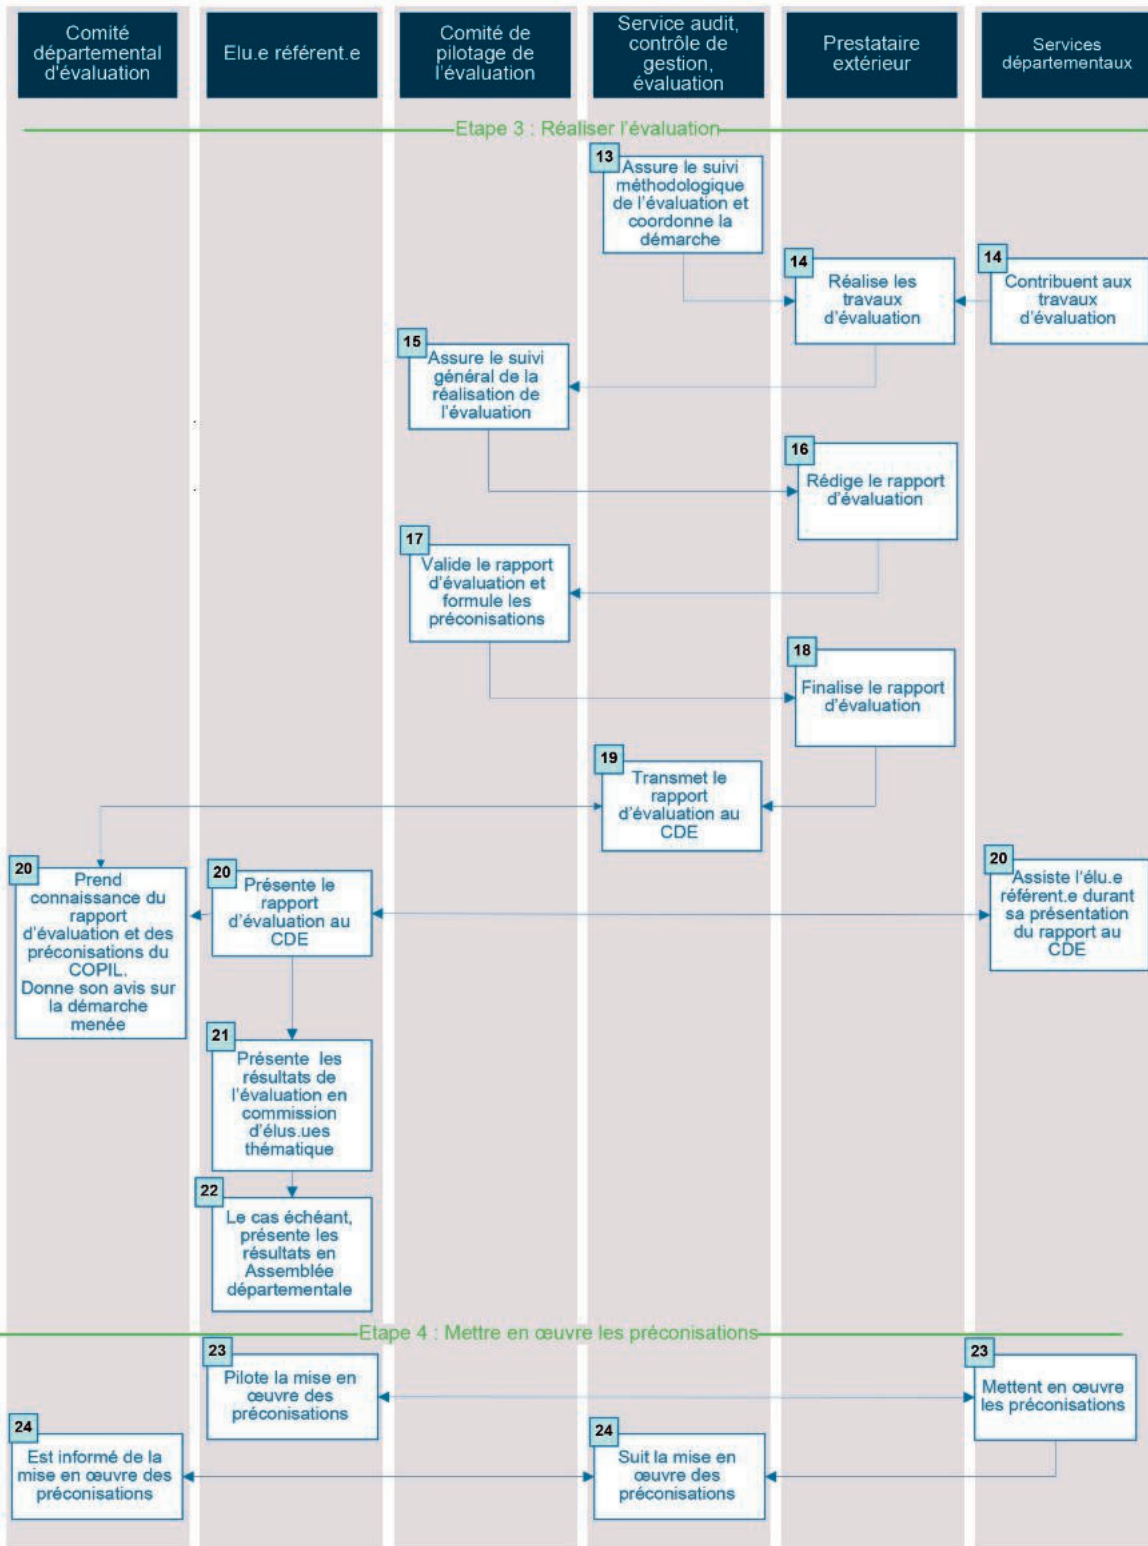 Comité
départemental
d'évaluation
Elu.e référent.e
Comité de
pilotage de
l'évaluation
Service audit,
contrôle de
gestion,
évaluation
Prestataire
extérieur
Services
départementaux
Etape 3 : Réaliser l'évaluation
13
Assure le suivi
méthodologique
de l'évaluation et
coordonne la
démarche
14
Réalise les
travaux
d'évaluation
14
Contribuent aux
travaux
d'évaluation
15
Assure le suivi
général de la
réalisation de
l'évaluation
16
Rédige le rapport
d'évaluation
17
Valide le rapport
d'évaluation et
formule les
préconisations
18
Finalise le rapport
d'évaluation
19
Transmet le
rapport
d'évaluation au
CDE
20
Prend
connaissance du
rapport
d'évaluation et des
préconisations du
COPIL.
Donne son avis sur
la démarche
menée
20
Présente le
rapport
d'évaluation au
CDE
20
Assiste l'élu.e
référent.e durant
sa présentation
du rapport au
CDE
21
Présente les
résultats de
l'évaluation en
commission
d'élus.ues
thématique
22
Le cas échéant,
présente les
résultats en
Assemblée
départementale
Etape 4 : Mettre en œuvre les préconisations
23
Pilote la mise en
œuvre des
préconisations
23
Mettent en œuvre
les préconisations
24
Est informé de la
mise en œuvre des
préconisations
24
Suit la mise en
œuvre des
préconisations